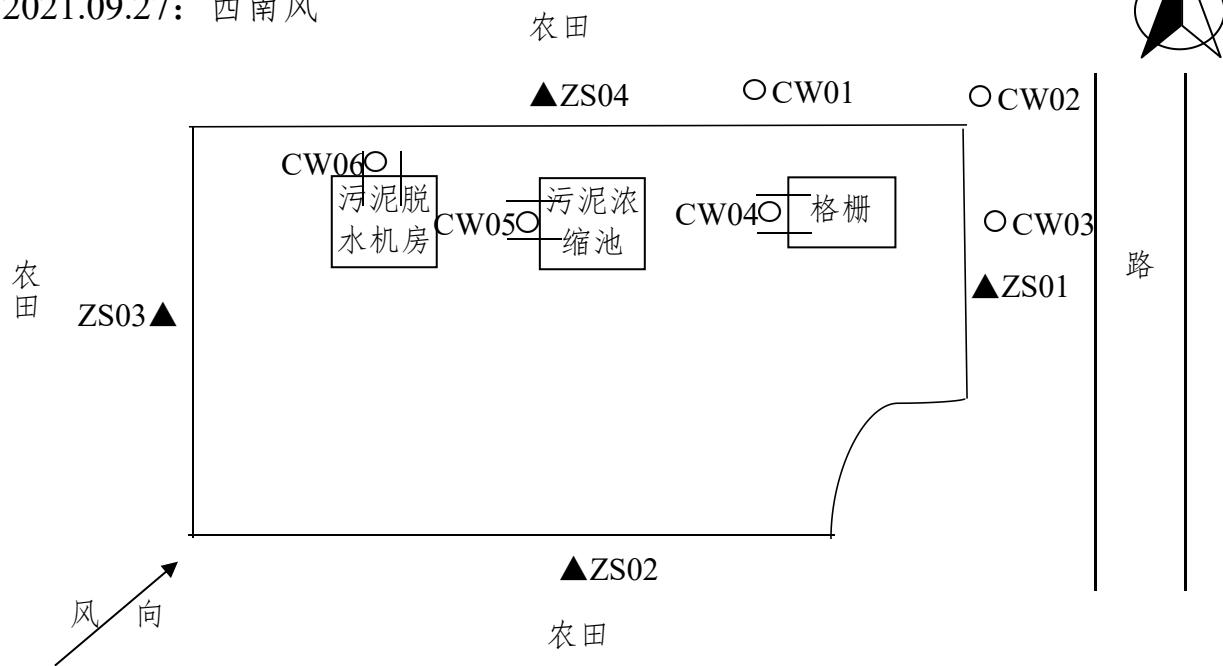 2021.09.27：西南风
农田
▲ZS04
○CW01
○CW02
CW06○
污泥脱
水机房
CW05○
污泥浓
缩池
CW04○
格栅
○CW03
农
田
路
ZS03▲
▲ZS01
▲ZS02
风向
农田